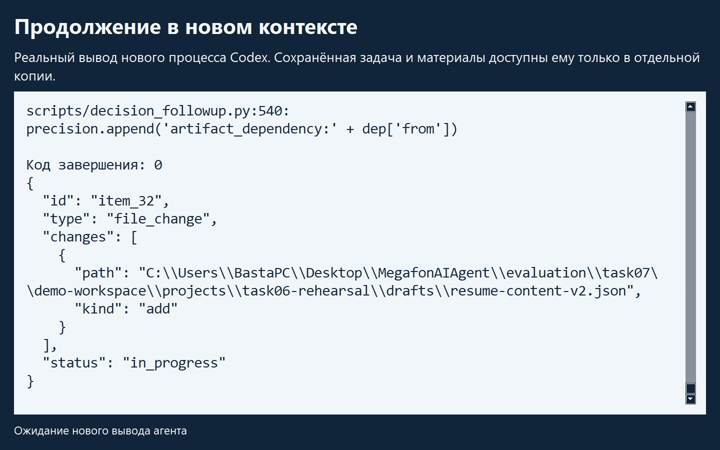 Продолжение в новом контексте
Реальный вывод нового процесса Codex. Сохранённая задача и материалы доступны ему только в отдельной
копии.
scripts/decision_followup.py:540:
precision.append('artifact_dependency:' + dep['from'])
Код завершения: 0
{
  "id": "item_32",
  "type": "file_change",
  "changes": [
    {
      "path": "C:\\Users\\BastaPC\\Desktop\\MegafonAIAgent\\evaluation\\task07\
\demo-workspace\\projects\\task06-rehearsal\\drafts\\resume-content-v2.json",
      "kind": "add"
    }
  ],
  "status": "in_progress"
}
Ожидание нового вывода агента